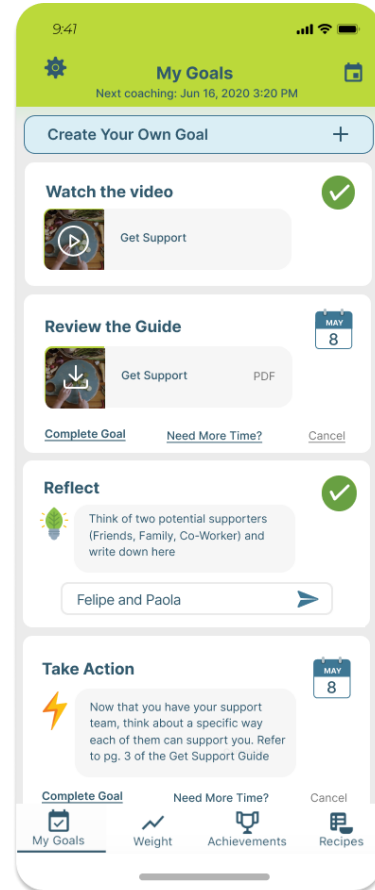 9:41
My Goals
Next coaching: Jun 16, 2020 3:20 PM
Create Your Own Goal +
Watch the video
Get Support
Review the Guide
MAY
8
Get Support PDF
Complete Goal Need More Time? Cancel
Reflect
Think of two potential supporters
(Friends, Family, Co-Worker) and
write down here
Felipe and Paola
Take Action
MAY
8
Now that you have your support
team, think about a specific way
each of them can support you. Refer
to pg. 3 of the Get Support Guide
Complete Goal Need More Time? Cancel
My Goals Weight Achievements Recipes